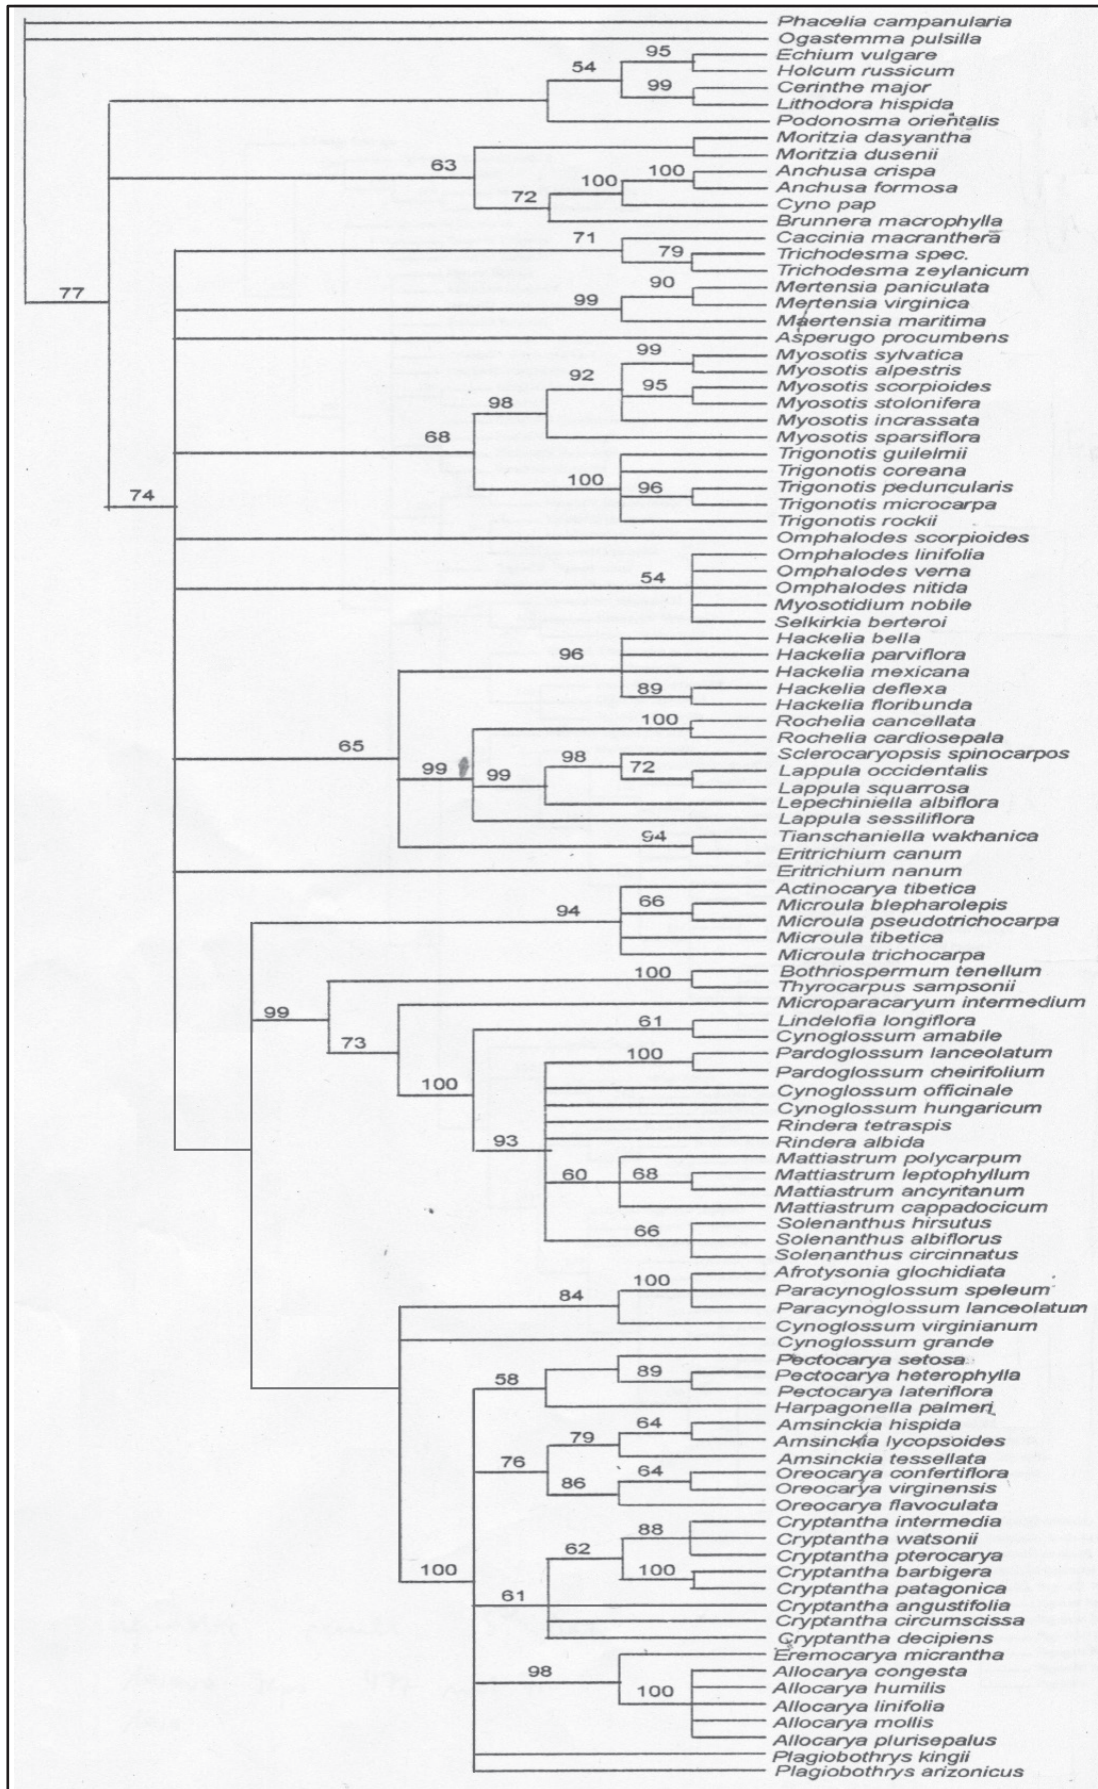 Phacelia campanularia
Ogastemma pulsilla
95
Echium vulgare
54
Holcum russicum
99
Cerinthe major
Lithodora hispida
Podonosma orientalis
Moritzia dasyantha
63
Moritzia dusenii
100
Anchusa crispa
100
Anchusa formosa
72
Cyno pap
Brunnera macrophylla
71
Caccinia macranthera
79
Trichodesma spec.
Trichodesma zeylanicum
77
90
Mertensia paniculata
99
Mertensia virginica
Maertensia maritima
Asperugo procumbens
99
Myosotis sylvatica
92
Myosotis alpestris
95
Myosotis scorpioides
98
Myosotis stolonifera
Myosotis incrassata
68
Myosotis sparsiflora
Trigonotis guilelmii
100
Trigonotis coreana
74
96
Trigonotis peduncularis
Trigonotis microcarpa
Trigonotis rockii
Omphalodes scorpioides
Omphalodes linifolia
54
Omphalodes verna
Omphalodes nitida
Myosotidium nobile
Selkirkia berteroi
Hackelia bella
96
Hackelia parviflora
Hackelia mexicana
89
Hackelia deflexa
Hackelia floribunda
100
Rochelia cancellata
65
Rochelia cardiosepala
98
Sclerocaryopsis spinocarpos
99
99
72
Lappula occidentalis
Lappula squarrosa
Lepechiniella albiflora
Lappula sessiliflora
94
Tianschaniella wakhanica
Eritrichium canum
Eritrichium nanum
Actinocarya tibetica
94
66
Microula blepharolepis
Microula pseudotrichocarpa
Microula tibetica
Microula trichocarpa
100
Bothriospermum tenellum
Thyrocarpus sampsonii
99
Microparacaryum intermedium
61
Lindelofia longiflora
73
Cynoglossum amabile
100
Pardoglossum lanceolatum
100
Pardoglossum cheirifolium
Cynoglossum officinale
Cynoglossum hungaricum
Rindera tetraspis
93
Rindera albida
Mattiastrum polycarpum
60
68
Mattiastrum leptophyllum
Mattiastrum ancyritanum
Mattiastrum cappadocicum
66
Solenanthus hirsutus
Solenanthus albiflorus
Solenanthus circinnatus
100
Afrotysonia glochidiata
84
Paracynoglossum speleum
Paracynoglossum lanceolatum
Cynoglossum virginianum
Cynoglossum grande
Pectocarya setosa
58
89
Pectocarya heterophylla
Pectocarya lateriflora
Harpagonella palmeri
64
Amsinckia hispida
79
Amsinckia lycopsoides
76
Amsinckia tessellata
86
64
Oreocarya confertiflora
Oreocarya virginensis
Oreocarya flavoculata
88
Cryptantha intermedia
62
Cryptantha watsonii
Cryptantha pterocarya
100
100
Cryptantha barbigera
Cryptantha patagonica
61
Cryptantha angustifolia
Cryptantha circumscissa
Cryptantha decipiens
98
Eremocarya micrantha
Allocarya congesta
100
Allocarya humilis
Allocarya linifolia
Allocarya mollis
Allocarya plurisepalus
Plagiobothrys kingii
Plagiobothrys arizonicus